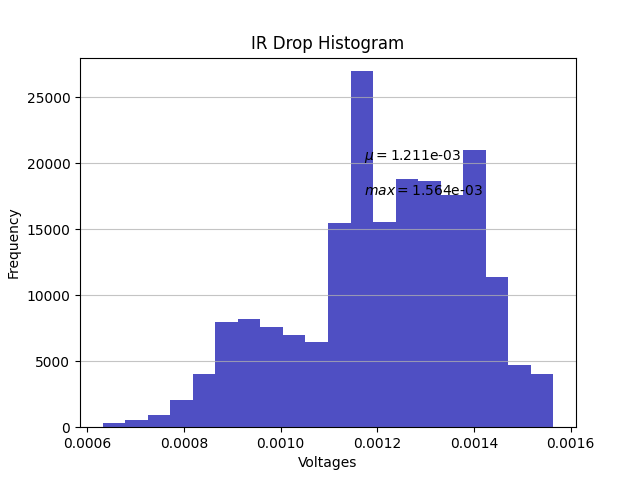 IR Drop Histogram
25000
20000
15000
10000
5000
0
Frequency
μ = 1.211e-03
max = 1.564e-03
0.0006 0.0008 0.0010 0.0012 0.0014 0.0016
Voltages